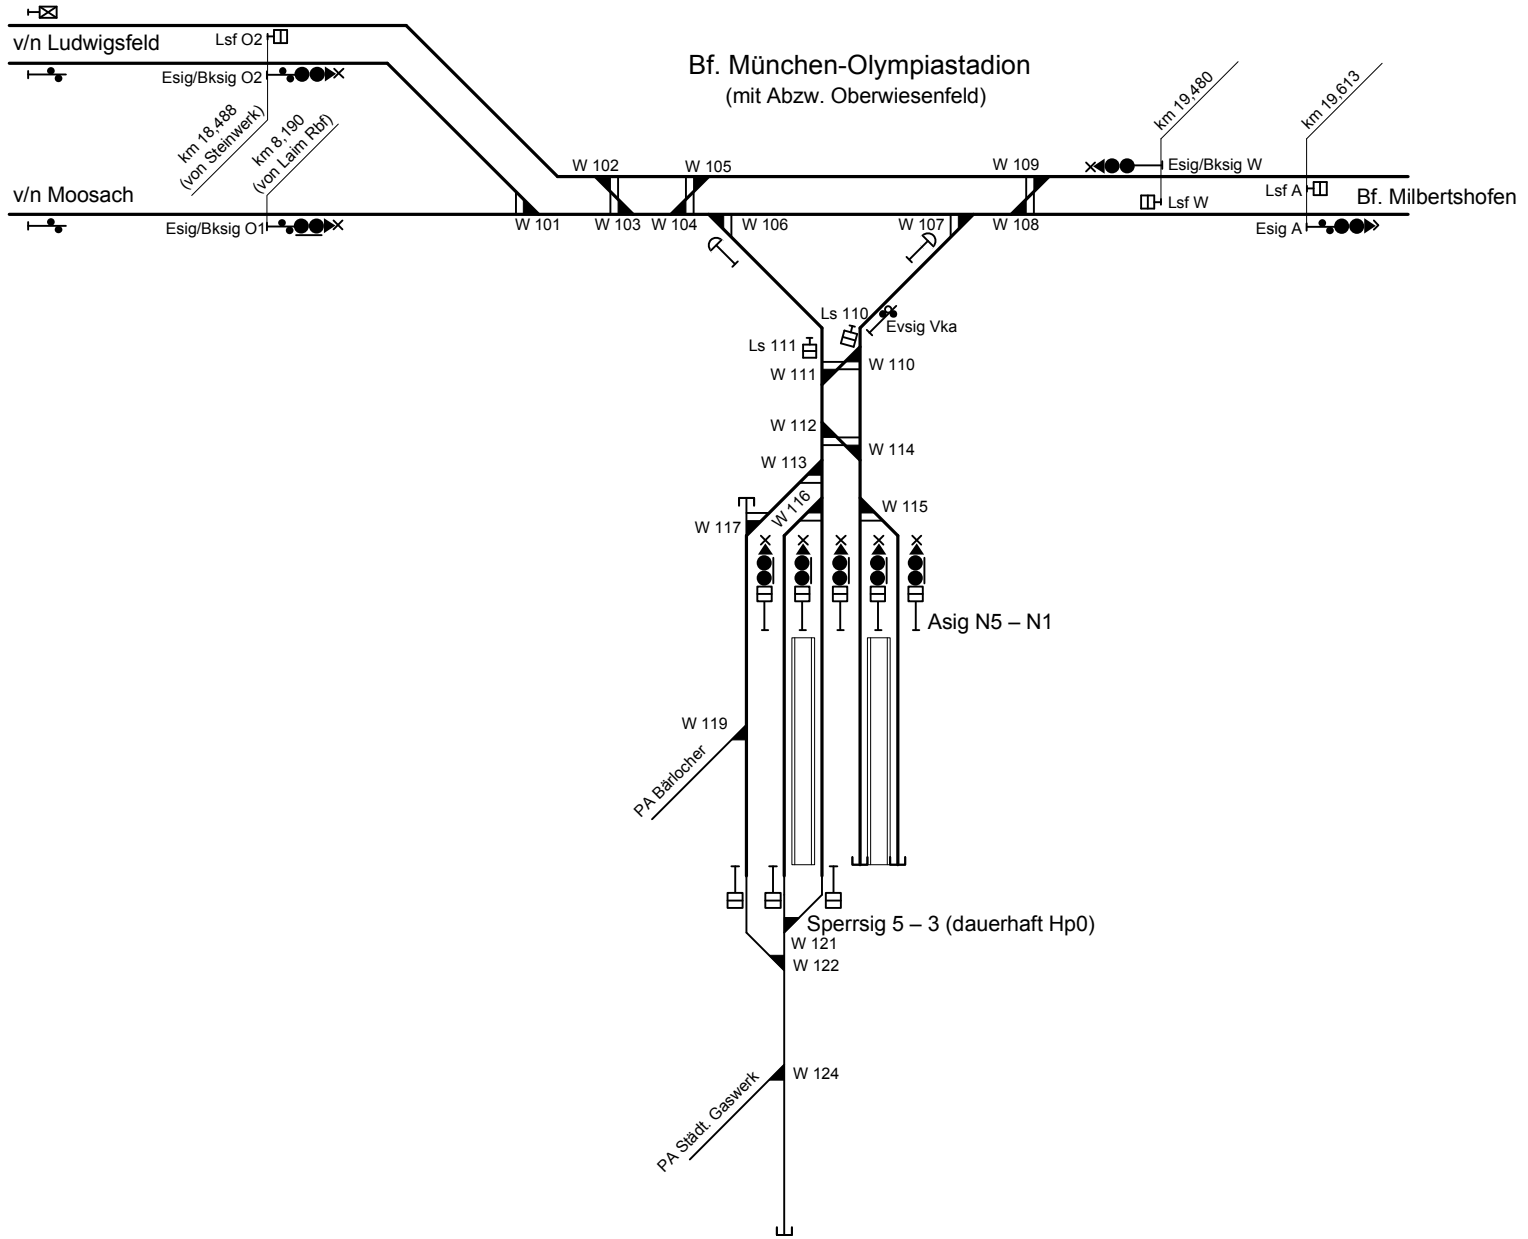 v/n Ludwigsfeld
Lsf O2
Esig/Bksig O2
Bf. München-Olympiastadion
(mit Abzw. Oberwiesenfeld)
km 19,480
km 19,613
km 18,488
(von Steinwerk)
km 8,190
(von Laim Rbf)
W 102
W 105
W 109
Esig/Bksig W
v/n Moosach
Lsf A
Lsf W
Bf. Milbertshofen
Esig/Bksig O1
W 101
W 103
W 104
W 106
W 107
W 108
Esig A
Ls 110
Evsig Vka
Ls 111
W 110
W 111
W 112
W 114
W 113
W 116
W 115
W 117
Asig N5 – N1
W 119
PA Bärlocher
Sperrsig 5 – 3 (dauerhaft Hp0)
W 121
W 122
W 124
PA Städt. Gaswerk